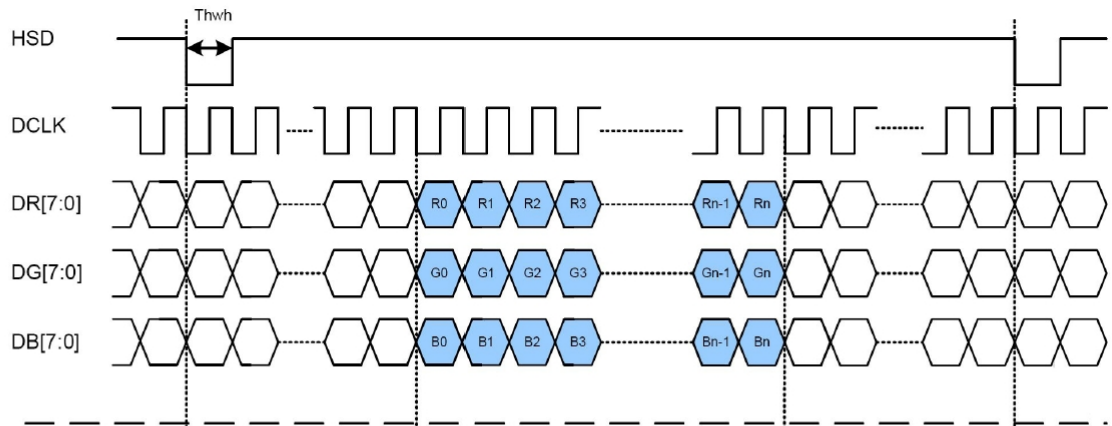 Thwh
HSD
DCLK
DR[7:0] R0 R1 R2 R3 Rn-1 Rn
DG[7:0] G0 G1 G2 G3 Gn-1 Gn
DB[7:0] B0 B1 B2 B3 Bn-1 Bn